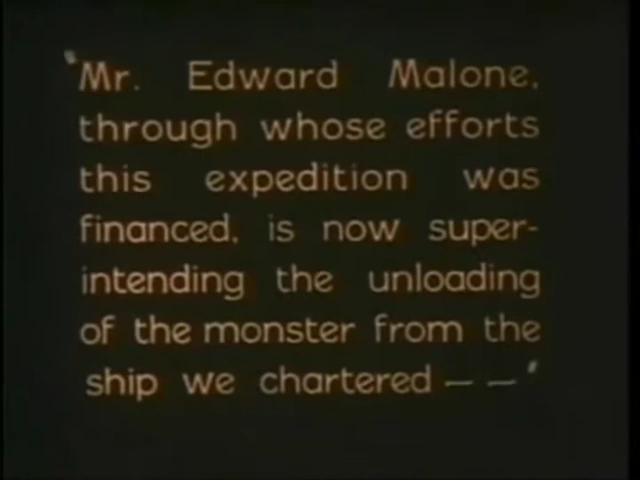 "Mr. Edward Malone,
through whose efforts
this expedition was
financed, is now super-
intending the unloading
of the monster from the
ship we chartered — —"